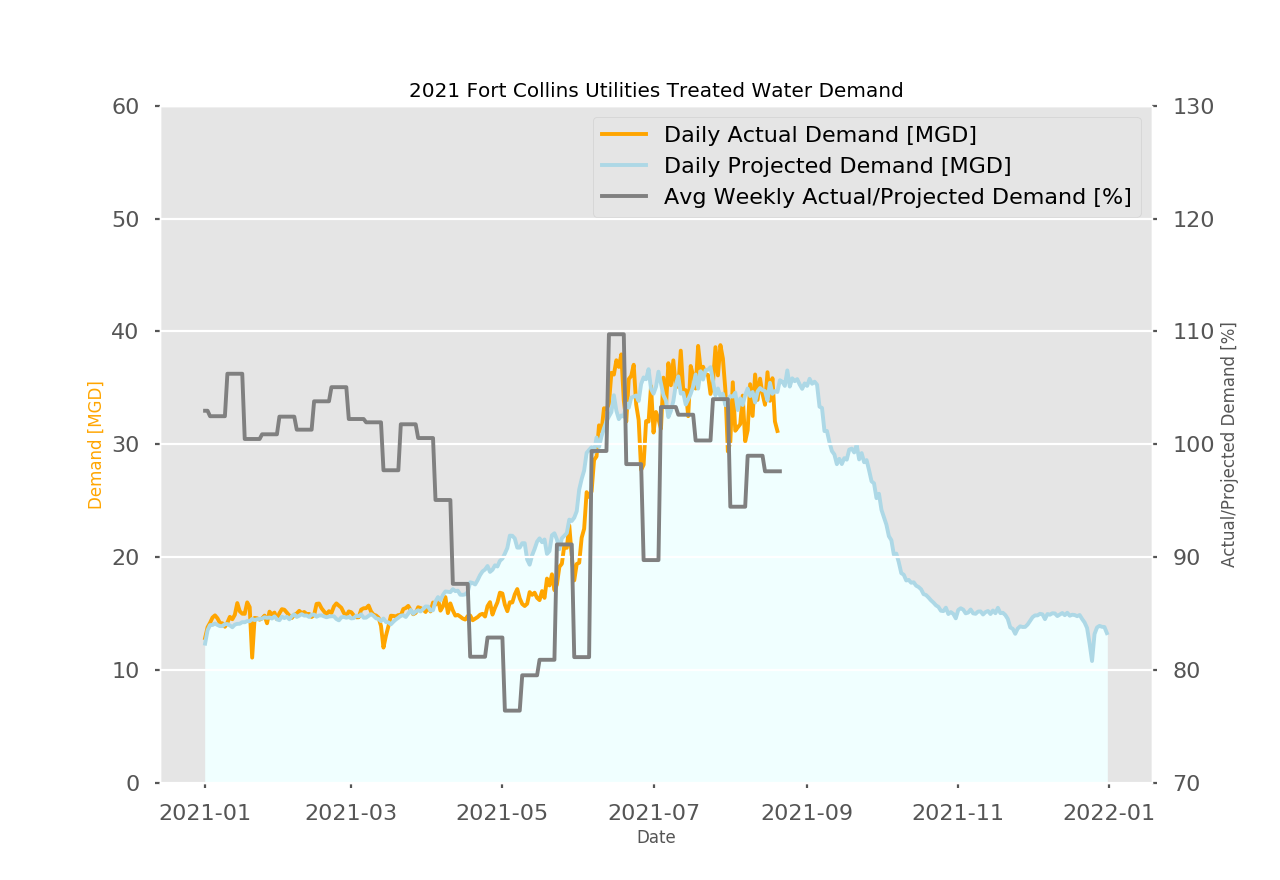 2021 Fort Collins Utilities Treated Water Demand
Daily Actual Demand [MGD]
Daily Projected Demand [MGD]
Avg Weekly Actual/Projected Demand [%]
60
50
40
30
20
10
0
Demand [MGD]
130
120
110
100
90
80
70
Actual/Projected Demand [%]
2021-01 2021-03 2021-05 2021-07 2021-09 2021-11 2022-01
Date